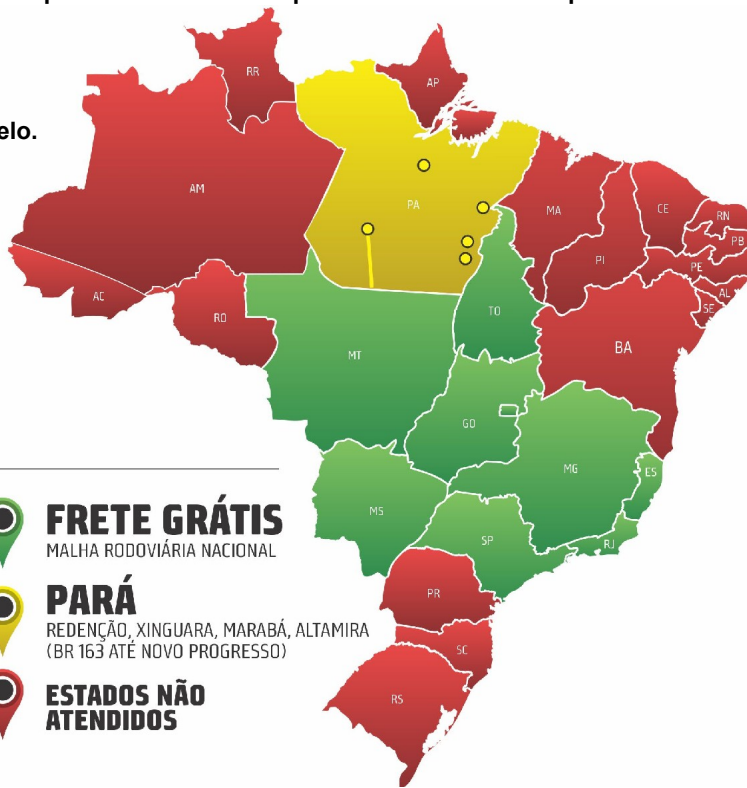 elo.
RR
AP
AM
PA
MA
CE
RN
PB
PI
PE
AL
SE
AC
RO
TO
BA
MT
GO
MG
ES
MS
SP
RJ
PR
SC
RS
FRETE GRÁTIS
MALHA RODOVIÁRIA NACIONAL
PARÁ
REDENÇÃO, XINGUARA, MARABÁ, ALTAMIRA
(BR 163 ATÉ NOVO PROGRESSO)
ESTADOS NÃO
ATENDIDOS